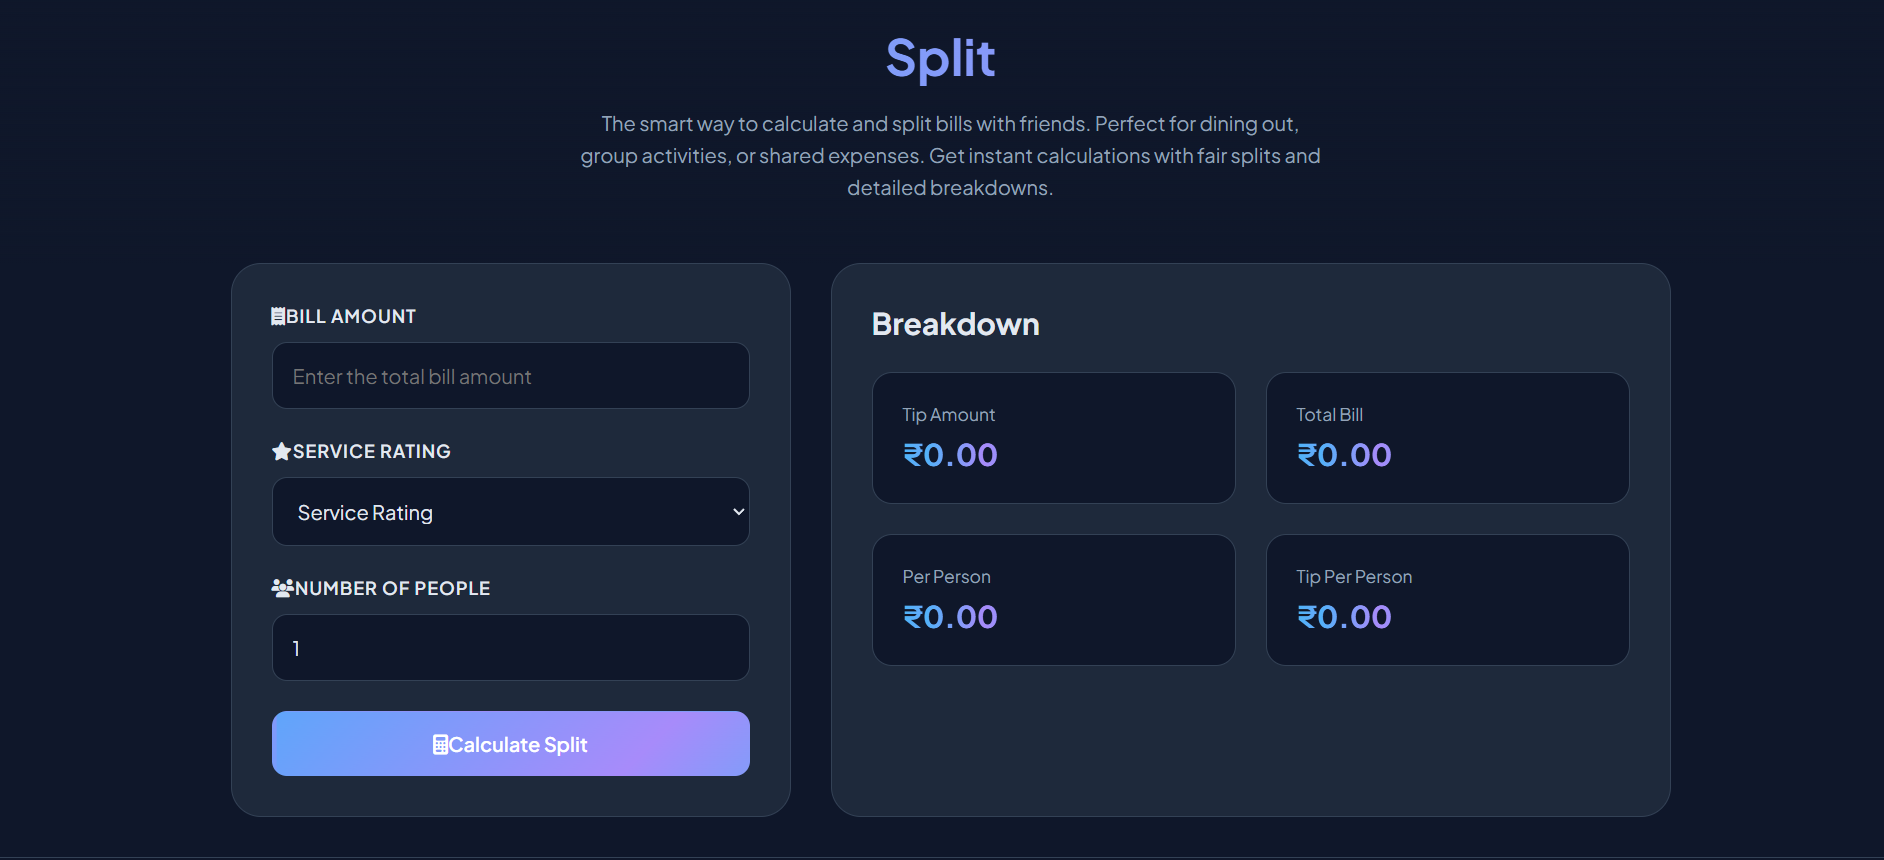 Split
The smart way to calculate and split bills with friends. Perfect for dining out,
group activities, or shared expenses. Get instant calculations with fair splits and
detailed breakdowns.
BILL AMOUNT
Enter the total bill amount
SERVICE RATING
Service Rating
NUMBER OF PEOPLE
1
Calculate Split
Breakdown
Tip Amount
₹0.00
Total Bill
₹0.00
Per Person
₹0.00
Tip Per Person
₹0.00